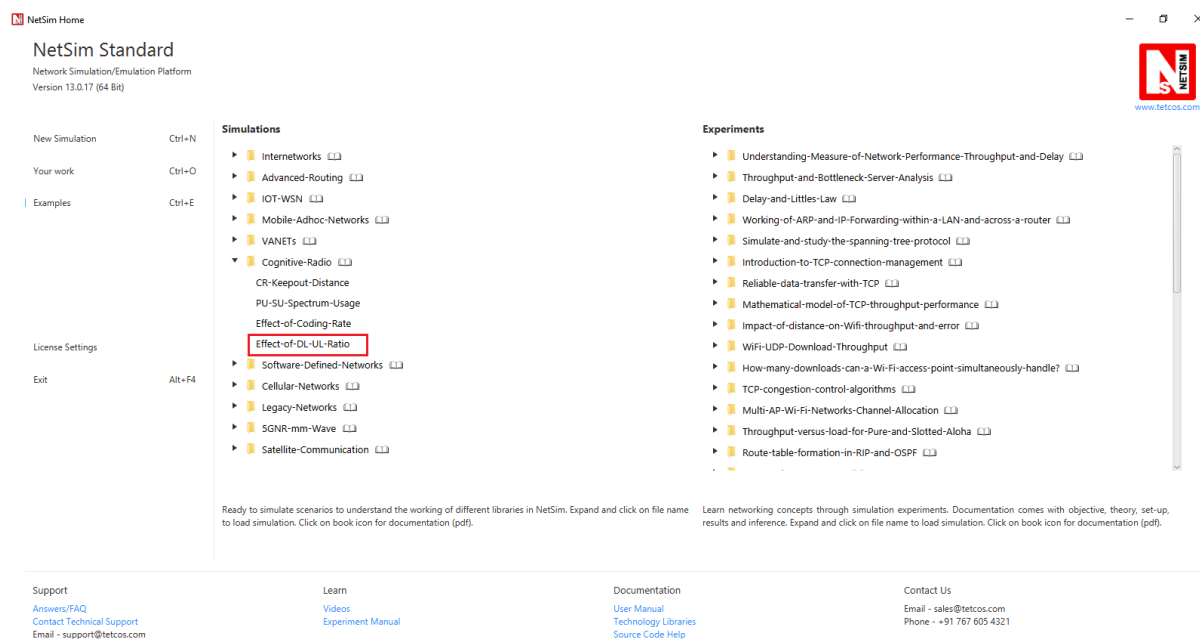 NetSim Home
NetSim Standard
Network Simulation/Emulation Platform
Version 13.0.17 (64 Bit)
N
S
NETSIM
www.tetcos.com
New Simulation Ctrl+N
Your work Ctrl+O
Examples Ctrl+E
License Settings
Exit Alt+F4
Simulations
Internetworks
Advanced-Routing
IOT-WSN
Mobile-Adhoc-Networks
VANETs
Cognitive-Radio
CR-Keepout-Distance
PU-SU-Spectrum-Usage
Effect-of-Coding-Rate
Effect-of-DL-UL-Ratio
Software-Defined-Networks
Cellular-Networks
Legacy-Networks
5GNR-mm-Wave
Satellite-Communication
Ready to simulate scenarios to understand the working of different libraries in NetSim. Expand and click on file name
to load simulation. Click on book icon for documentation (pdf).
Experiments
Understanding-Measure-of-Network-Performance-Throughput-and-Delay
Throughput-and-Bottleneck-Server-Analysis
Delay-and-Littles-Law
Working-of-ARP-and-IP-Forwarding-within-a-LAN-and-across-a-router
Simulate-and-study-the-spanning-tree-protocol
Introduction-to-TCP-connection-management
Reliable-data-transfer-with-TCP
Mathematical-model-of-TCP-throughput-performance
Impact-of-distance-on-Wifi-throughput-and-error
WiFi-UDP-Download-Throughput
How-many-downloads-can-a-Wi-Fi-access-point-simultaneously-handle?
TCP-congestion-control-algorithms
Multi-AP-Wi-Fi-Networks-Channel-Allocation
Throughput-versus-load-for-Pure-and-Slotted-Aloha
Route-table-formation-in-RIP-and-OSPF
Learn networking concepts through simulation experiments. Documentation comes with objective, theory, set-up,
results and inference. Expand and click on file name to load simulation. Click on book icon for documentation (pdf).
Support
Answers/FAQ
Contact Technical Support
Email - support@tetcos.com
Learn
Videos
Experiment Manual
Documentation
User Manual
Technology Libraries
Source Code Help
Contact Us
Email - sales@tetcos.com
Phone - +91 767 605 4321